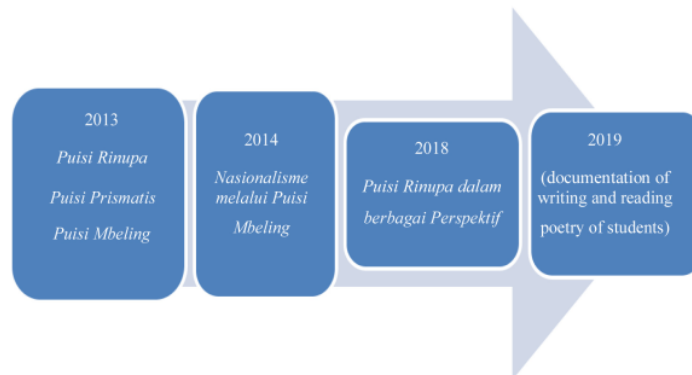 2013
Puisi Rinupa
Puisi Prismatis
Puisi Mbeling
2014
Nasionalisme
melalui Puisi
Mbeling
2018
Puisi Rinupa dalam
berbagai Perspektif
2019
(documentation of
writing and reading
poetry of students)